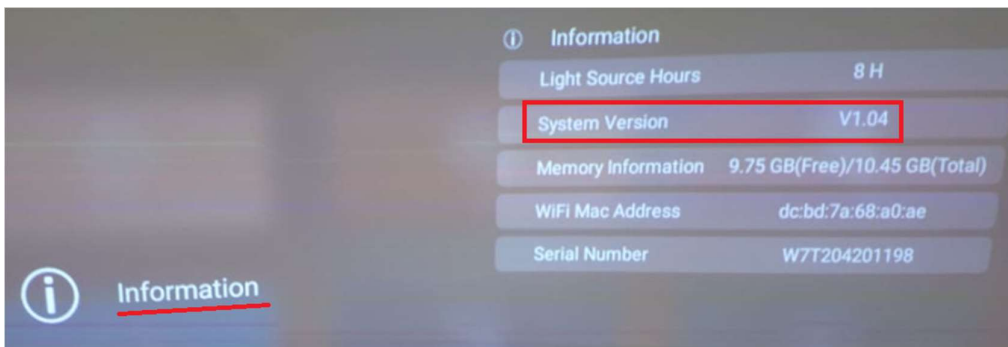 Information
Light Source Hours 8 H
System Version V1.04
Memory Information 9.75 GB(Free)/10.45 GB(Total)
WiFi Mac Address dc:bd:7a:68:a0:ae
Serial Number W7T204201198
Information